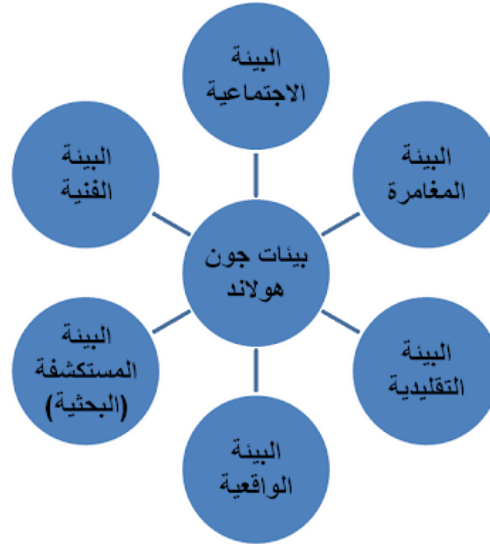 البيئة
الاجتماعية
البيئة
المغامرة
البيئة
التقليدية
البيئة
الواقعية
البيئة
المستكشفة
(البحثية)
البيئة
الفنية
بيئات جون
هولاند